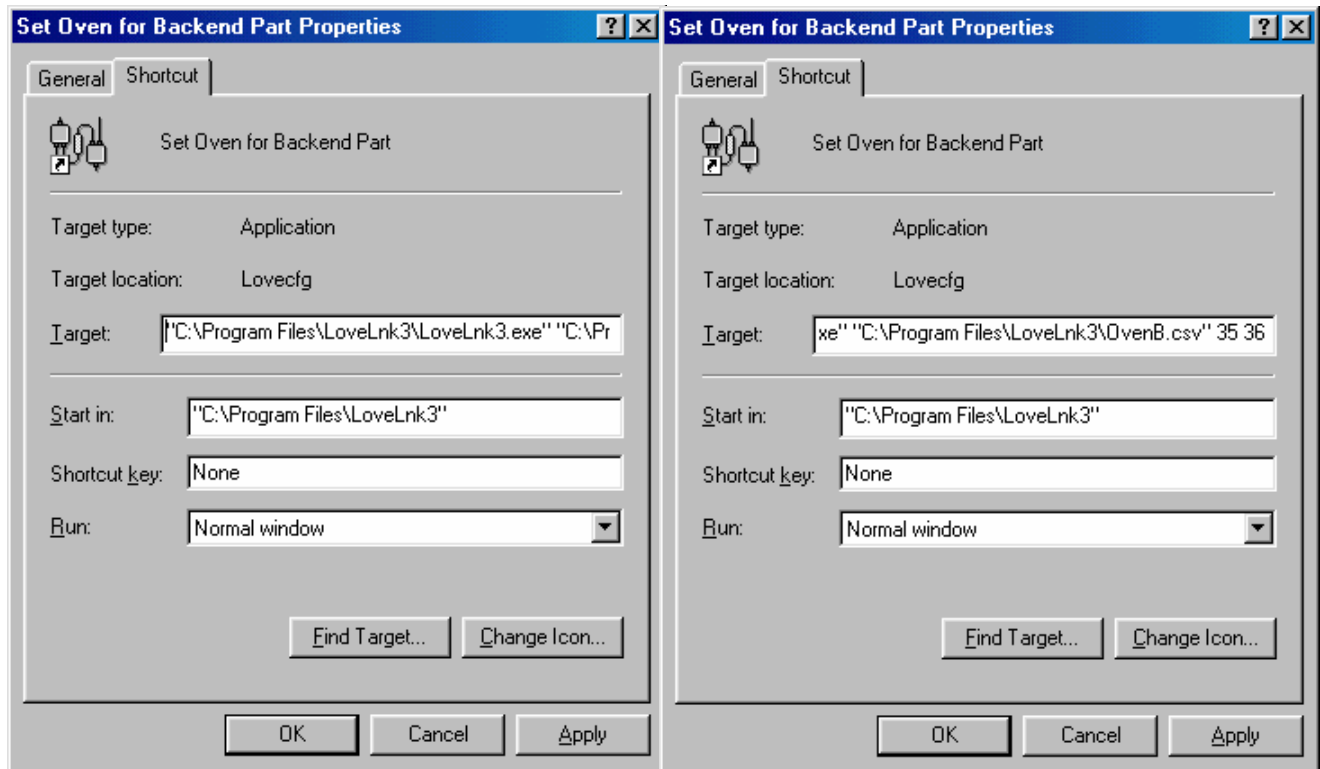 Set Oven for Backend Part Properties
General Shortcut
Set Oven for Backend Part
Target type: Application
Target location: Lovecfg
Target: "C:\Program Files\LoveLnk3\LoveLnk3.exe" "C:\Pr
Start in: "C:\Program Files\LoveLnk3"
Shortcut key: None
Run: Normal window
Find Target... Change Icon...
OK Cancel Apply
Set Oven for Backend Part Properties
General Shortcut
Set Oven for Backend Part
Target type: Application
Target location: Lovecfg
Target: xe" "C:\Program Files\LoveLnk3\OvenB.csv" 35 36
Start in: "C:\Program Files\LoveLnk3"
Shortcut key: None
Run: Normal window
Find Target... Change Icon...
OK Cancel Apply